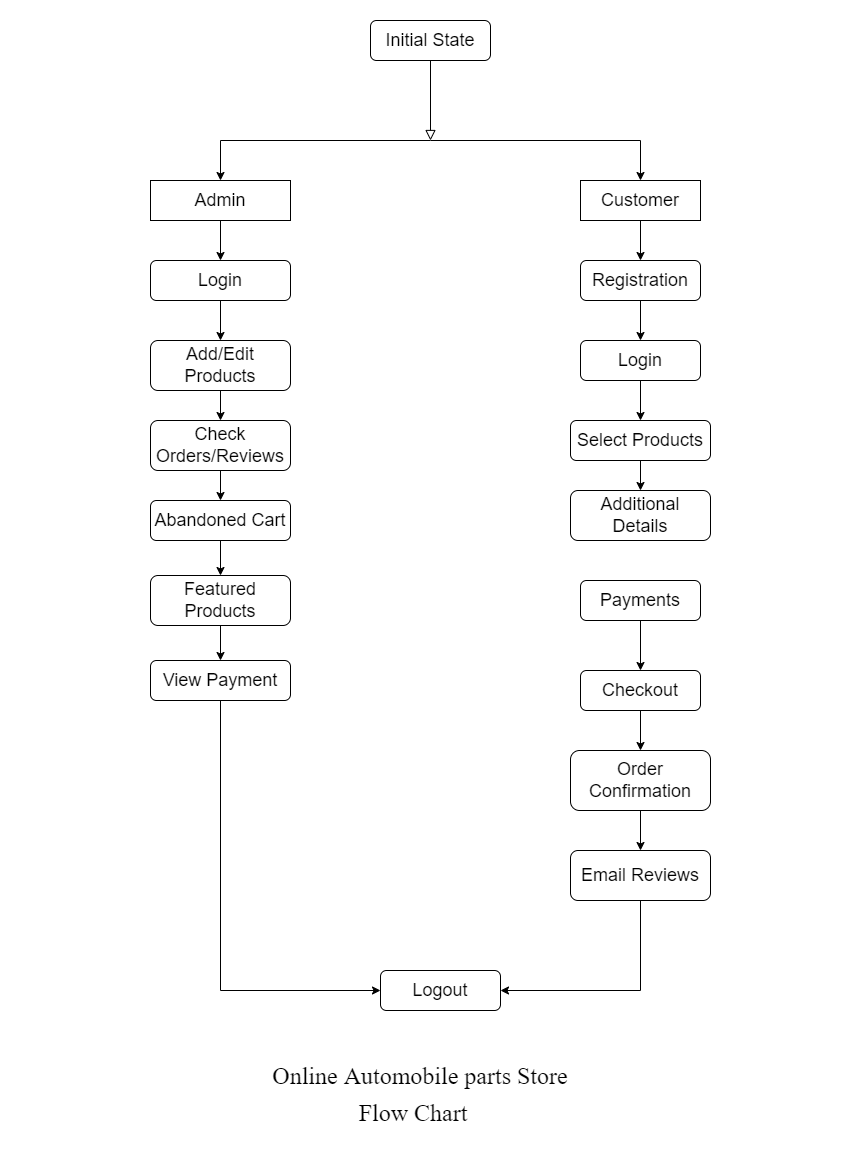 Initial State
Admin
Customer
Login
Registration
Add/Edit
Products
Login
Check
Orders/Reviews
Select Products
Abandoned Cart
Additional
Details
Featured
Products
Payments
View Payment
Checkout
Order
Confirmation
Email Reviews
Logout
Online Automobile parts Store
Flow Chart